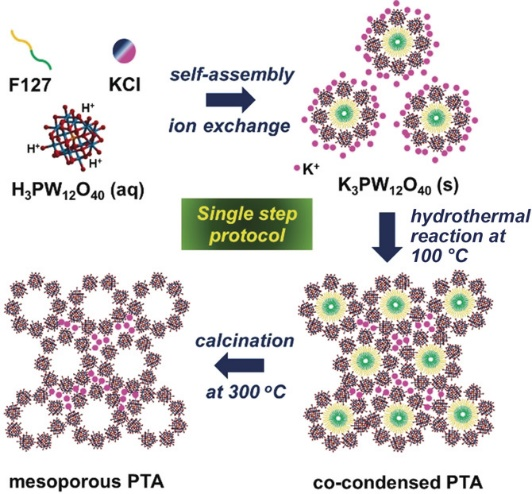 F127
KCl
self-assembly
ion exchange
H⁺
H⁺
H⁺
H₃PW₁₂O₄₀ (aq)
K⁺
K₃PW₁₂O₄₀ (s)
Single step
protocol
hydrothermal
reaction at
100 °C
calcination
at 300 °C
mesoporous PTA
co-condensed PTA